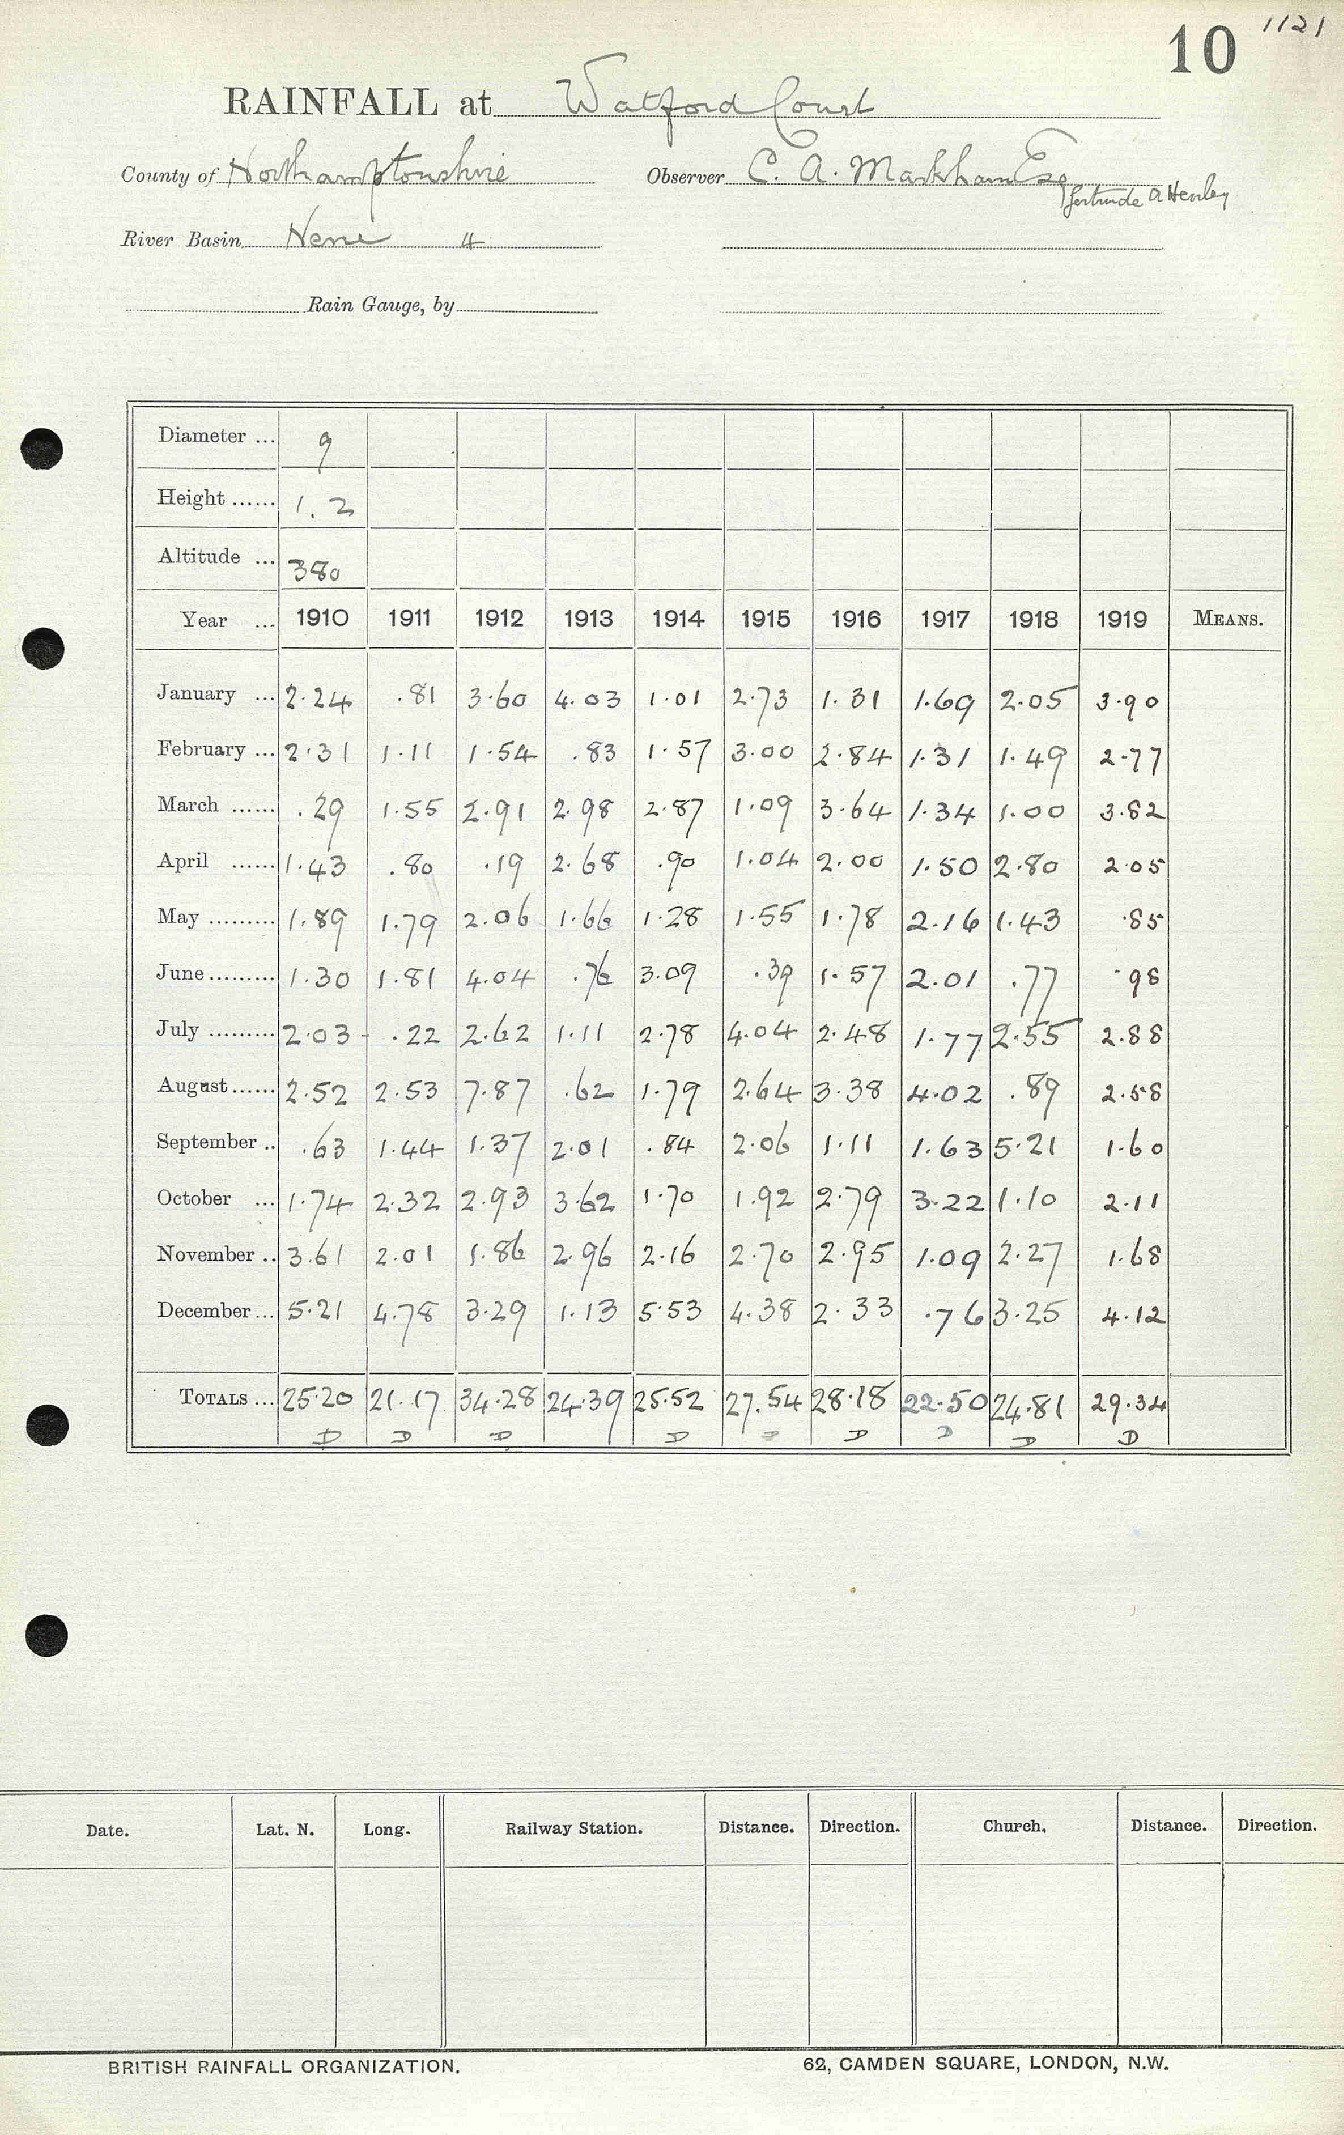 10 1121
RAINFALL at Watford Court
County of Northamptonshire Observer C. A. Markham Esq
Gertrude A Henley
River Basin Nene 4
Rain Gauge, by
Diameter ... 9
Height ...... 1.2
Altitude ... 380
Year ... 1910 1911 1912 1913 1914 1915 1916 1917 1918 1919 MEANS.
January ... 2.24 .81 3.60 4.03 1.01 2.73 1.31 1.69 2.05 3.90
February ... 2.31 1.11 1.54 .83 1.57 3.00 2.84 1.31 1.49 2.77
March ...... .29 1.55 2.91 2.98 2.87 1.09 3.64 1.34 1.00 3.82
April ...... 1.43 .80 .19 2.68 .90 1.04 2.00 1.50 2.80 2.05
May ......... 1.89 1.79 2.06 1.66 1.28 1.55 1.78 2.16 1.43 .85
June ......... 1.30 1.81 4.04 .76 3.09 .39 1.57 2.01 .77 .98
July ......... 2.03 .22 2.62 1.11 2.78 4.04 2.48 1.77 2.55 2.88
August ...... 2.52 2.53 7.87 .62 1.79 2.64 3.38 4.02 .89 2.58
September .. .63 1.44 1.37 2.01 .84 2.06 1.11 1.63 5.21 1.60
October ... 1.74 2.32 2.93 3.62 1.70 1.92 2.79 3.22 1.10 2.11
November .. 3.61 2.01 1.86 2.96 2.16 2.70 2.95 1.09 2.27 1.68
December ... 5.21 4.78 3.29 1.13 5.53 4.38 2.33 .76 3.25 4.12
TOTALS ... 25.20 21.17 34.28 24.39 25.52 27.54 28.18 22.50 24.81 29.34
D D D D D D D D D
Date. Lat. N. Long. Railway Station. Distance. Direction. Church. Distance. Direction.
BRITISH RAINFALL ORGANIZATION. 62, CAMDEN SQUARE, LONDON, N.W.